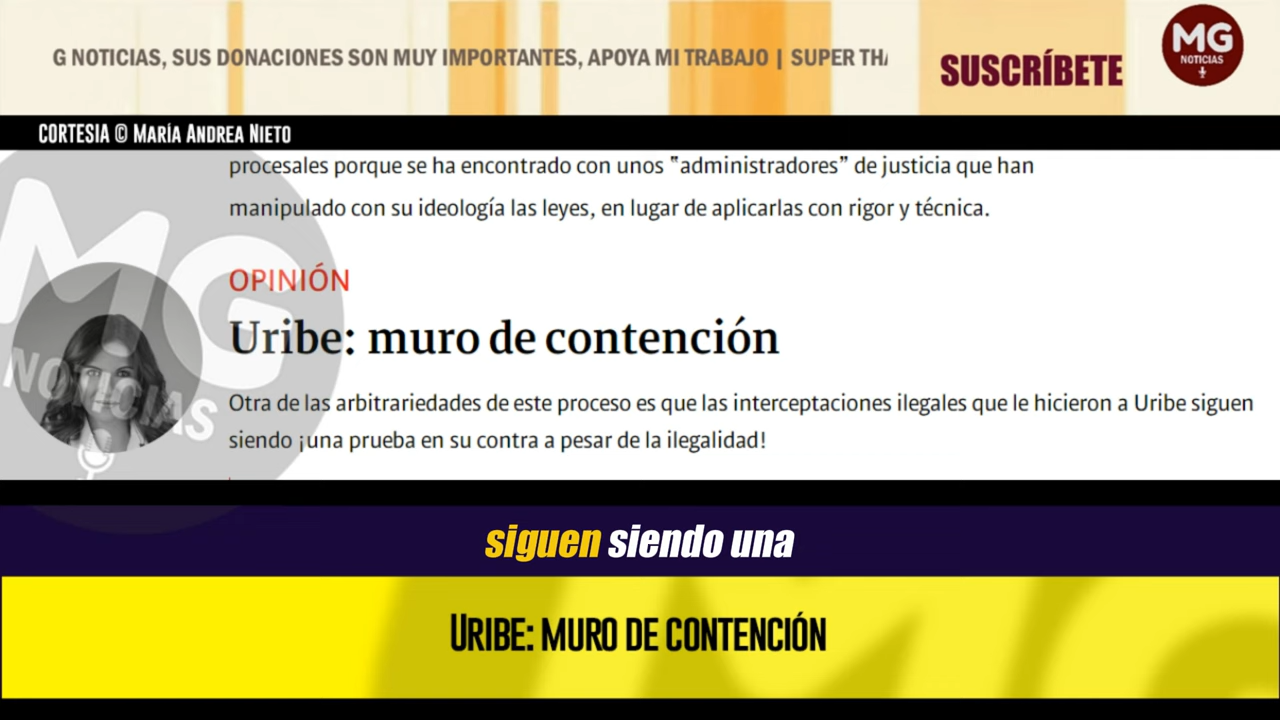 G NOTICIAS, SUS DONACIONES SON MUY IMPORTANTES, APOYA MI TRABAJO | SUPER THA
SUSCRÍBETE
MG
NOTICIAS
CORTESIA © MARÍA ANDREA NIETO
procesales porque se ha encontrado con unos "administradores” de justicia que han
manipulado con su ideología las leyes, en lugar de aplicarlas con rigor y técnica.
MG
NOTICIAS
OPINIÓN
Uribe: muro de contención
Otra de las arbitrariedades de este proceso es que las interceptaciones ilegales que le hicieron a Uribe siguen
siendo ¡una prueba en su contra a pesar de la ilegalidad!
siguen siendo una
URIBE: MURO DE CONTENCIÓN